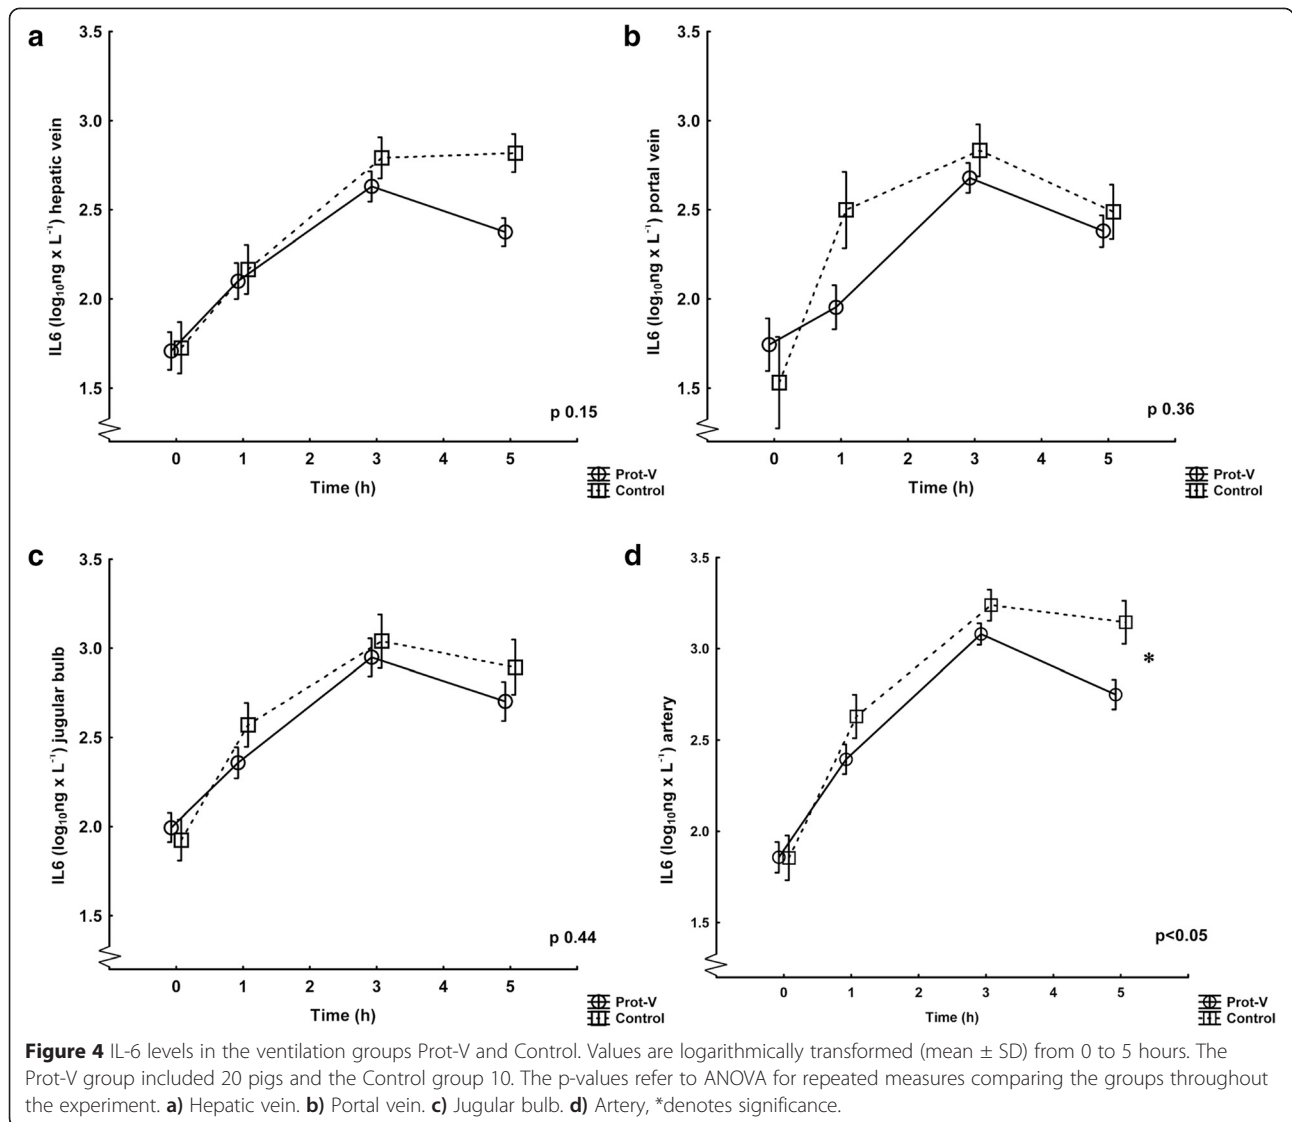 a
3.5
3.0
2.5
2.0
1.5
IL6 (log₁₀ng x L⁻¹) hepatic vein
p 0.15
0 1 2 3 4 5
Time (h)
Prot-V
Control
b
3.5
3.0
2.5
2.0
1.5
IL6 (log₁₀ng x L⁻¹) portal vein
p 0.36
0 1 2 3 4 5
Time (h)
Prot-V
Control
c
3.5
3.0
2.5
2.0
1.5
IL6 (log₁₀ng x L⁻¹) jugular bulb
p 0.44
0 1 2 3 4 5
Time (h)
Prot-V
Control
d
3.5
3.0
2.5
2.0
1.5
IL6 (log₁₀ng x L⁻¹) artery
*
p<0.05
0 1 2 3 4 5
Time (h)
Prot-V
Control
Figure 4 IL-6 levels in the ventilation groups Prot-V and Control. Values are logarithmically transformed (mean ± SD) from 0 to 5 hours. The
Prot-V group included 20 pigs and the Control group 10. The p-values refer to ANOVA for repeated measures comparing the groups throughout
the experiment. a) Hepatic vein. b) Portal vein. c) Jugular bulb. d) Artery, *denotes significance.